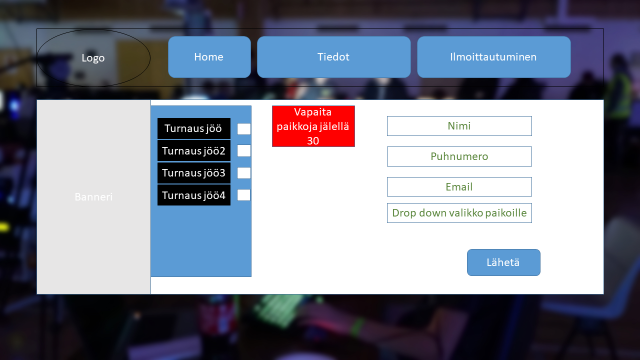 Logo
Home
Tiedot
Ilmoittautuminen
Banneri
Turnaus jöö
Turnaus jöö2
Turnaus jöö3
Turnaus jöö4
Vapaita
paikkoja jälellä
30
Nimi
Puhnumero
Email
Drop down valikko paikoille
Lähetä